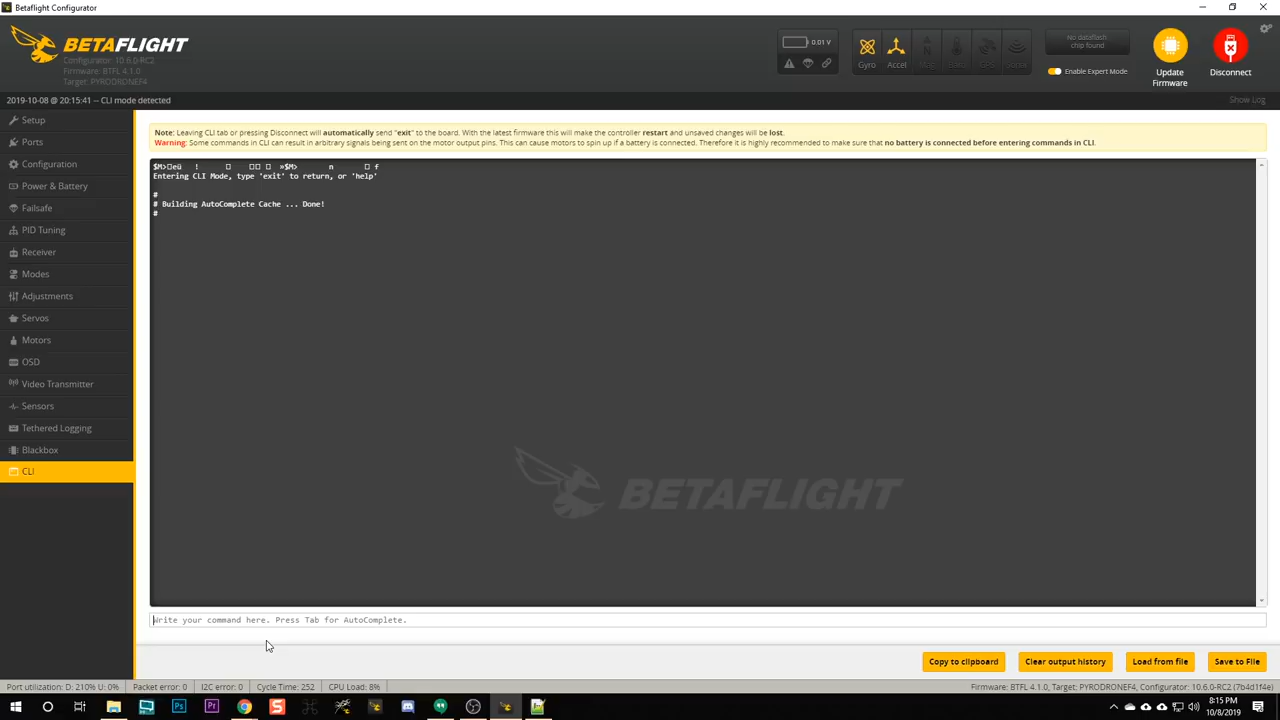 Betaflight Configurator
BETAFLIGHT
Configurator: 10.6.0-RC2
Firmware: BTFL 4.1.0
Target: PYRODRONEF4
0.01 V
Gyro
Accel
Mag
Baro
GPS
Sonar
No dataflash
chip found
Enable Expert Mode
Update
Firmware
Disconnect
2019-10-08 @ 20:15:41 -- CLI mode detected
Show Log
Setup
Ports
Configuration
Power & Battery
Failsafe
PID Tuning
Receiver
Modes
Adjustments
Servos
Motors
OSD
Video Transmitter
Sensors
Tethered Logging
Blackbox
CLI
Note: Leaving CLI tab or pressing Disconnect will automatically send "exit" to the board. With the latest firmware this will make the controller restart and unsaved changes will be lost.
Warning: Some commands in CLI can result in arbitrary signals being sent on the motor output pins. This can cause motors to spin up if a battery is connected. Therefore it is highly recommended to make sure that no battery is connected before entering commands in CLI.
Entering CLI Mode, type 'exit' to return, or 'help'
#
# Building AutoComplete Cache ... Done!
#
BETAFLIGHT
Write your command here. Press Tab for AutoComplete.
Copy to clipboard
Clear output history
Load from file
Save to File
Port utilization: D: 210% U: 0%
Packet error: 0
I2C error: 0
Cycle Time: 252
CPU Load: 8%
Firmware: BTFL 4.1.0, Target: PYRODRONEF4, Configurator: 10.6.0-RC2 (7b4d1f4e)
8:15 PM
10/8/2019